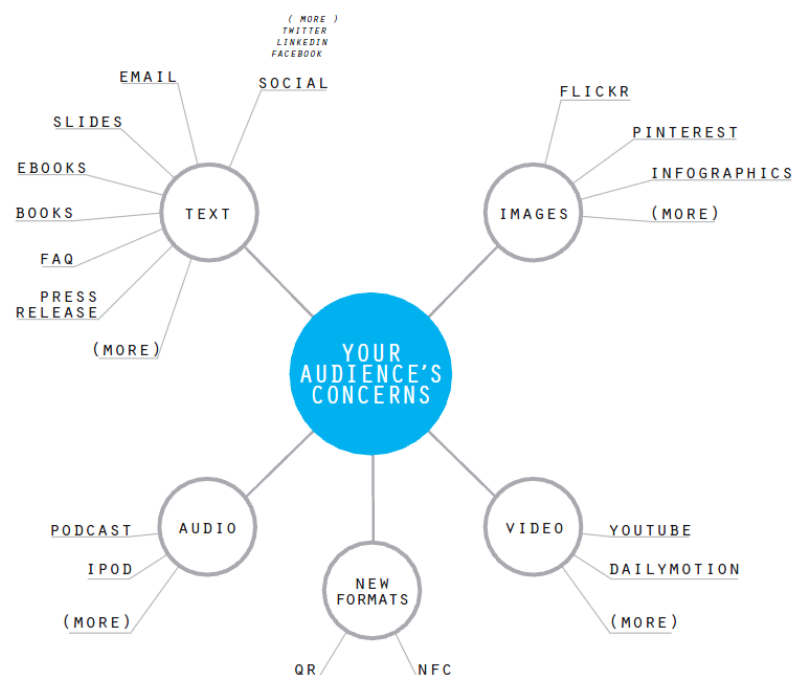 ( MORE )
TWITTER
LINKEDIN
FACEBOOK
SOCIAL
EMAIL
SLIDES
EBOOKS
BOOKS
FAQ
PRESS
RELEASE
(MORE)
TEXT
FLICKR
PINTEREST
INFOGRAPHICS
(MORE)
IMAGES
YOUR
AUDIENCE'S
CONCERNS
AUDIO
PODCAST
IPOD
(MORE)
NEW
FORMATS
QR
NFC
VIDEO
YOUTUBE
DAILYMOTION
(MORE)